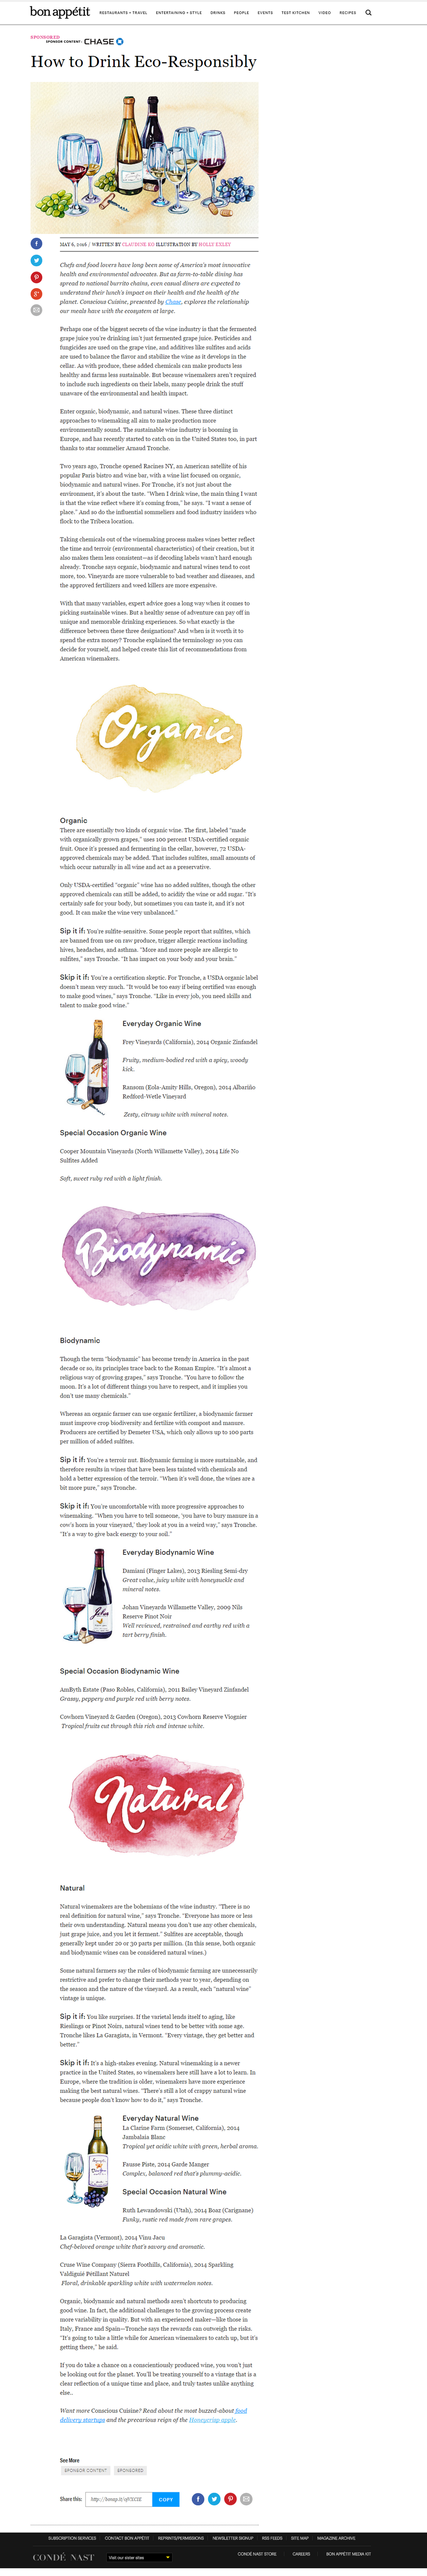 bon appétit
RESTAURANTS + TRAVEL
ENTERTAINING + STYLE
DRINKS
PEOPLE
EVENTS
TEST KITCHEN
VIDEO
RECIPES
SPONSORED
SPONSOR CONTENT: CHASE
How to Drink Eco-Responsibly
MAY 6, 2016 / WRITTEN BY CLAUDINE KO ILLUSTRATION BY HOLLY EXLEY
Chefs and food lovers have long been some of America's most innovative
health and environmental advocates. But as farm-to-table dining has
spread to national burrito chains, even casual diners are expected to
understand their lunch's impact on their health and the health of the
planet. Conscious Cuisine, presented by Chase, explores the relationship
our meals have with the ecosystem at large.
Perhaps one of the biggest secrets of the wine industry is that the fermented
grape juice you're drinking isn't just fermented grape juice. Pesticides and
fungicides are used on the grape vine, and additives like sulfites and acids
are used to balance the flavor and stabilize the wine as it develops in the
cellar. As with produce, these added chemicals can make products less
healthy and farms less sustainable. But because winemakers aren't required
to include such ingredients on their labels, many people drink the stuff
unaware of the environmental and health impact.
Enter organic, biodynamic, and natural wines. These three distinct
approaches to winemaking all aim to make production more
environmentally sound. The sustainable wine industry is booming in
Europe, and has recently started to catch on in the United States too, in part
thanks to star sommelier Arnaud Tronche.
Two years ago, Tronche opened Racines NY, an American satellite of his
popular Paris bistro and wine bar, with a wine list focused on organic,
biodynamic and natural wines. For Tronche, it's not just about the
environment, it's about the taste. "When I drink wine, the main thing I want
is that the wine reflect where it's coming from," he says. "I want a sense of
place." And so do the influential sommeliers and food industry insiders who
flock to the Tribeca location.
Taking chemicals out of the winemaking process makes wines better reflect
the time and terroir (environmental characteristics) of their creation, but it
also makes them less consistent—as if decoding labels wasn't hard enough
already. Tronche says organic, biodynamic and natural wines tend to cost
more, too. Vineyards are more vulnerable to bad weather and diseases, and
the approved fertilizers and weed killers are more expensive.
With that many variables, expert advice goes a long way when it comes to
picking sustainable wines. But a healthy sense of adventure can pay off in
unique and memorable drinking experiences. So what exactly is the
difference between these three designations? And when is it worth it to
spend the extra money? Tronche explained the terminology so you can
decide for yourself, and helped create this list of recommendations from
American winemakers.
Organic
Organic
There are essentially two kinds of organic wine. The first, labeled "made
with organically grown grapes," uses 100 percent USDA-certified organic
fruit. Once it's pressed and fermenting in the cellar, however, 72 USDA-
approved chemicals may be added. That includes sulfites, small amounts of
which occur naturally in all wine and act as a preservative.
Only USDA-certified "organic" wine has no added sulfites, though the other
approved chemicals can still be added, to acidify the wine or add sugar. "It's
certainly safe for your body, but sometimes you can taste it, and it's not
good. It can make the wine very unbalanced."
Sip it if: You're sulfite-sensitive. Some people report that sulfites, which
are banned from use on raw produce, trigger allergic reactions including
hives, headaches, and asthma. "More and more people are allergic to
sulfites," says Tronche. "It has impact on your body and your brain."
Skip it if: You're a certification skeptic. For Tronche, a USDA organic label
doesn't mean very much. "It would be too easy if being certified was enough
to make good wines," says Tronche. "Like in every job, you need skills and
talent to make good wine."
Everyday Organic Wine
Frey Vineyards (California), 2014 Organic Zinfandel
Fruity, medium-bodied red with a spicy, woody
kick.
Ransom (Eola-Amity Hills, Oregon), 2014 Albariño
Redford-Wetle Vineyard
Zesty, citrusy white with mineral notes.
Special Occasion Organic Wine
Cooper Mountain Vineyards (North Willamette Valley), 2014 Life No
Sulfites Added
Soft, sweet ruby red with a light finish.
Biodynamic
Biodynamic
Though the term "biodynamic" has become trendy in America in the past
decade or so, its principles trace back to the Roman Empire. "It's almost a
religious way of growing grapes," says Tronche. "You have to follow the
moon. It's a lot of different things you have to respect, and it implies you
don't use many chemicals."
Whereas an organic farmer can use organic fertilizer, a biodynamic farmer
must improve crop biodiversity and fertilize with compost and manure.
Producers are certified by Demeter USA, which only allows up to 100 parts
per million of added sulfites.
Sip it if: You're a terroir nut. Biodynamic farming is more sustainable, and
therefore results in wines that have been less tainted with chemicals and
hold a better expression of the terroir. "When it's well done, the wines are a
bit more pure," says Tronche.
Skip it if: You're uncomfortable with more progressive approaches to
winemaking. "When you have to tell someone, 'you have to bury manure in a
cow's horn in your vineyard,' they look at you in a weird way," says Tronche.
"It's a way to give back energy to your soil."
Everyday Biodynamic Wine
Damiani (Finger Lakes), 2013 Riesling Semi-dry
Great value, juicy white with honeysuckle and
mineral notes.
Johan Vineyards Willamette Valley, 2009 Nils
Reserve Pinot Noir
Well reviewed, restrained and earthy red with a
tart berry finish.
Special Occasion Biodynamic Wine
AmByth Estate (Paso Robles, California), 2011 Bailey Vineyard Zinfandel
Grassy, peppery and purple red with berry notes.
Cowhorn Vineyard & Garden (Oregon), 2013 Cowhorn Reserve Viognier
Tropical fruits cut through this rich and intense white.
Natural
Natural
Natural winemakers are the bohemians of the wine industry. "There is no
real definition for natural wine," says Tronche. "Everyone has more or less
their own understanding. Natural means you don't use any other chemicals,
just grape juice, and you let it ferment." Sulfites are acceptable, though
generally kept under 20 or 30 parts per million. (In this sense, both organic
and biodynamic wines can be considered natural wines.)
Some natural farmers say the rules of biodynamic farming are unnecessarily
restrictive and prefer to change their methods year to year, depending on
the season and the nature of the vineyard. As a result, each "natural wine"
vintage is unique.
Sip it if: You like surprises. If the varietal lends itself to aging, like
Rieslings or Pinot Noirs, natural wines tend to be better with some age.
Tronche likes La Garagista, in Vermont. "Every vintage, they get better and
better."
Skip it if: It's a high-stakes evening. Natural winemaking is a newer
practice in the United States, so winemakers here still have a lot to learn. In
Europe, where the tradition is older, winemakers have more experience
making the best natural wines. "There's still a lot of crappy natural wine
because people don't know how to do it," says Tronche.
Everyday Natural Wine
La Clarine Farm (Somerset, California), 2014
Jambalaia Blanc
Tropical yet acidic white with green, herbal aroma.
Fausse Piste, 2014 Garde Manger
Complex, balanced red that's plummy-acidic.
Special Occasion Natural Wine
Ruth Lewandowski (Utah), 2014 Boaz (Carignane)
Funky, rustic red made from rare grapes.
La Garagista (Vermont), 2014 Vinu Jacu
Chef-beloved orange white that's savory and aromatic.
Cruse Wine Company (Sierra Foothills, California), 2014 Sparkling
Valdiguié Pétillant Naturel
Floral, drinkable sparkling white with watermelon notes.
Organic, biodynamic and natural methods aren't shortcuts to producing
good wine. In fact, the additional challenges to the growing process create
more variability in quality. But with an experienced maker—like those in
Italy, France and Spain—Tronche says the rewards can outweigh the risks.
"It's going to take a little while for American winemakers to catch up, but it's
getting there," he said.
If you do take a chance on a conscientiously produced wine, you won't just
be looking out for the planet. You'll be treating yourself to a vintage that is a
clear reflection of a unique time and place, and truly tastes unlike anything
else..
Want more Conscious Cuisine? Read about the most buzzed-about food
delivery startups and the precarious reign of the Honeycrisp apple.
See More
SPONSOR CONTENT
SPONSORED
Share this:
COPY
SUBSCRIPTION SERVICES
CONTACT BON APPÉTIT
REPRINTS/PERMISSIONS
NEWSLETTER SIGNUP
RSS FEEDS
SITE MAP
MAGAZINE ARCHIVE
CONDÉ NAST
Visit our sister sites
CONDÉ NAST STORE
CAREERS
BON APPÉTIT MEDIA KIT